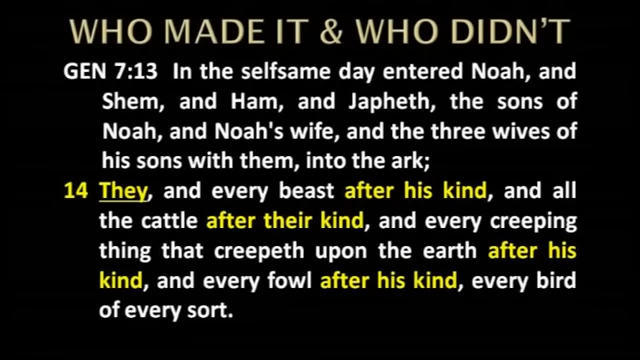 WHO MADE IT & WHO DIDN'T
GEN 7:13 In the selfsame day entered Noah, and
Shem, and Ham, and Japheth, the sons of
Noah, and Noah's wife, and the three wives of
his sons with them, into the ark;
14 They, and every beast after his kind, and all
the cattle after their kind, and every creeping
thing that creepeth upon the earth after his
kind, and every fowl after his kind, every bird
of every sort.